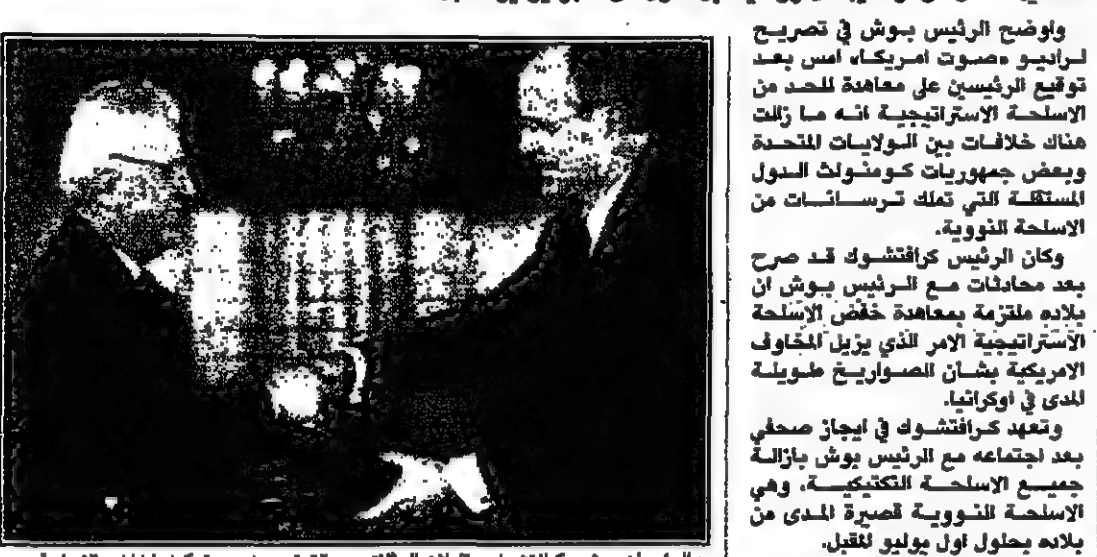 واوضح الرئيس بوش في تصريح
لراديو «صوت امريكا» امس بعد
توقيع الرئيسين على معاهدة للحد من
الاسلحة الاستراتيجية انه ما زالت
هناك خلافات بين الولايات المتحدة
وبعض جمهوريات كومنولث الدول
المستقلة التي تملك ترسانات من
الاسلحة النووية.
وكان الرئيس كرافتشوك قد صرح
بعد محادثات مع الرئيس بوش ان
بلاده ملتزمة بمعاهدة خفض الاسلحة
الاستراتيجية الامر الذي يزيل المخاوف
الامريكية بشان الصواريخ طويلة
المدى في اوكرانيا.
وتعهد كرافتشوك في ايجاز صحفي
بعد اجتماعه مع الرئيس بوش بازالة
جميع الاسلحة التكتيكية، وهي
الاسلحة النووية قصيرة المدى من
بلاده بحلول اول يوليو المقبل.